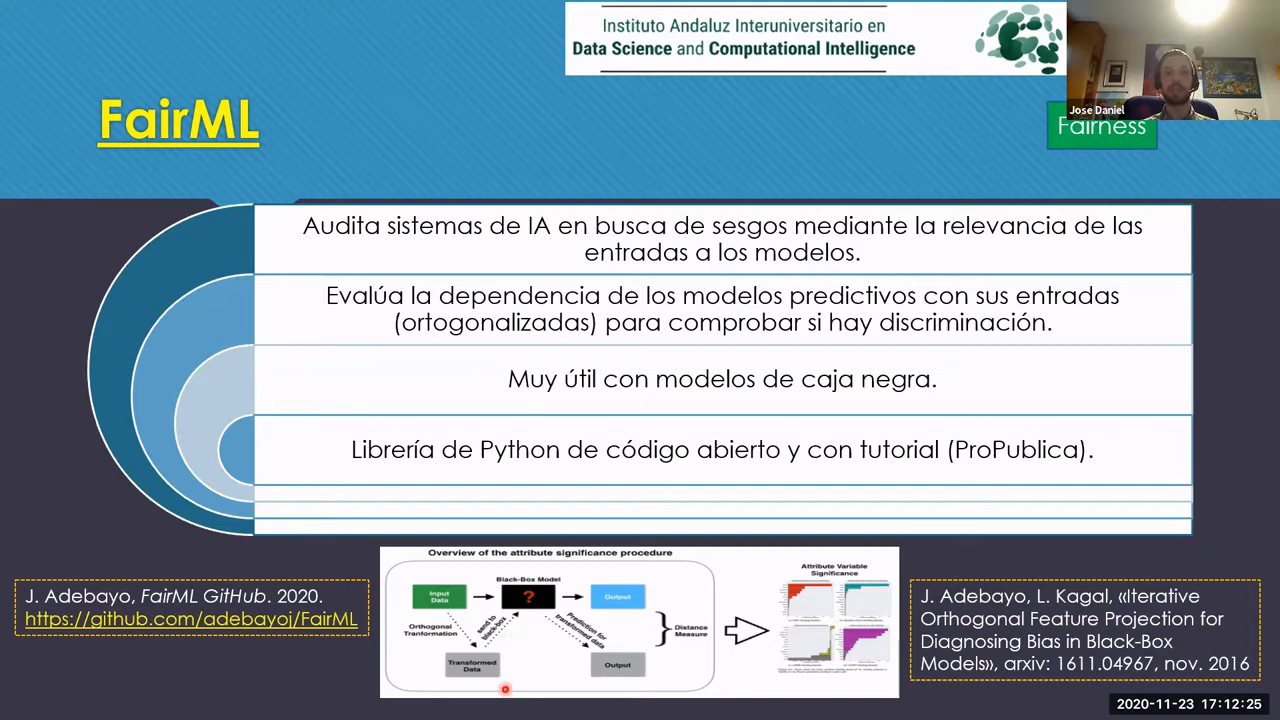 Instituto Andaluz Interuniversitario en
Data Science and Computational Intelligence
Jose Daniel
FairML
Fairness
Audita sistemas de IA en busca de sesgos mediante la relevancia de las
entradas a los modelos.
Evalúa la dependencia de los modelos predictivos con sus entradas
(ortogonalizadas) para comprobar si hay discriminación.
Muy útil con modelos de caja negra.
Librería de Python de código abierto y con tutorial (ProPublica).
J. Adebayo, FairML GitHub. 2020.
https://github.com/adebayoj/FairML
Overview of the attribute significance procedure
Black-Box Model
Input
Data
?
Output
Orthogonal
Tranformation
send to
black-box
Prediction for
transformed data
Distance
Measure
Transformed
Data
Output
Attribute Variable
Significance
J. Adebayo, L. Kagal, «Iterative
Orthogonal Feature Projection for
Diagnosing Bias in Black-Box
Models», arxiv: 1611.04967, nov. 2016
2020-11-23 17:12:25